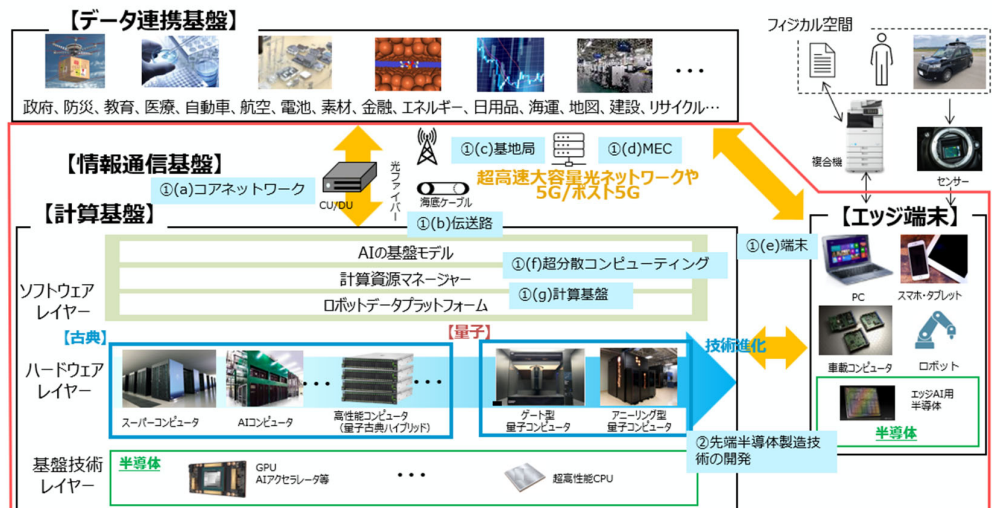 【データ連携基盤】
フィジカル空間
・・・
政府、防災、教育、医療、自動車、航空、電池、素材、金融、エネルギー、日用品、海運、地図、建設、リサイクル…
複合機
センサー
【情報通信基盤】
①(a)コアネットワーク
CU/DU
光ファイバー
①(c)基地局
①(d)MEC
海底ケーブル
超高速大容量光ネットワークや
5G/ポスト5G
①(b)伝送路
【計算基盤】
ソフトウェア
レイヤー
AIの基盤モデル
計算資源マネージャー
ロボットデータプラットフォーム
①(f)超分散コンピューティング
①(g)計算基盤
①(e)端末
【エッジ端末】
PC
スマホ・タブレット
車載コンピュータ
ロボット
エッジAI用
半導体
半導体
【古典】
【量子】
技術進化
ハードウェア
レイヤー
・・・
・・・
スーパーコンピュータ
AIコンピュータ
高性能コンピュータ
(量子古典ハイブリッド)
ゲート型
量子コンピュータ
アニーリング型
量子コンピュータ
②先端半導体製造技
術の開発
基盤技術
レイヤー
半導体
GPU
AIアクセラレータ等
・・・
超高性能CPU